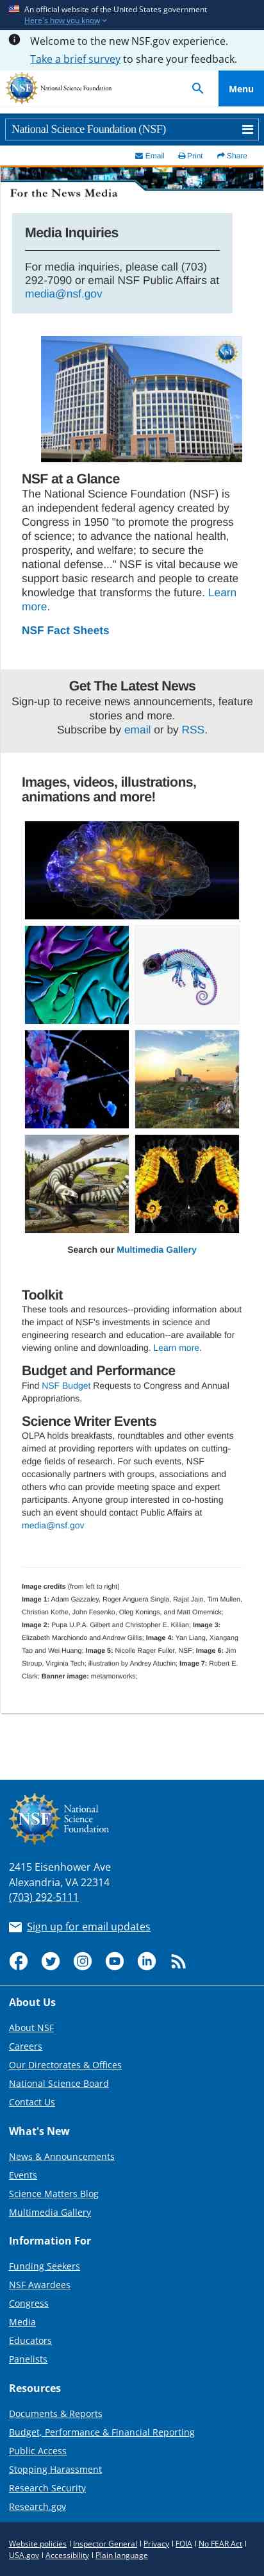 An official website of the United States government
Here's how you know
Welcome to the new NSF.gov experience.
Take a brief survey to share your feedback.
National Science Foundation
Menu
National Science Foundation (NSF)
Email Print Share
For the News Media
Media Inquiries
For media inquiries, please call (703)
292-7090 or email NSF Public Affairs at
media@nsf.gov
NSF at a Glance
The National Science Foundation (NSF) is
an independent federal agency created by
Congress in 1950 "to promote the progress
of science; to advance the national health,
prosperity, and welfare; to secure the
national defense..." NSF is vital because we
support basic research and people to create
knowledge that transforms the future. Learn
more.
NSF Fact Sheets
Get The Latest News
Sign-up to receive news announcements, feature
stories and more.
Subscribe by email or by RSS.
Images, videos, illustrations,
animations and more!
Search our Multimedia Gallery
Toolkit
These tools and resources--providing information about
the impact of NSF's investments in science and
engineering research and education--are available for
viewing online and downloading. Learn more.
Budget and Performance
Find NSF Budget Requests to Congress and Annual
Appropriations.
Science Writer Events
OLPA holds breakfasts, roundtables and other events
aimed at providing reporters with updates on cutting-
edge fields of research. For such events, NSF
occasionally partners with groups, associations and
others who can provide meeting space and expert
participants. Anyone group interested in co-hosting
such an event should contact Public Affairs at
media@nsf.gov
Image credits (from left to right)
Image 1: Adam Gazzaley, Roger Anguera Singla, Rajat Jain, Tim Mullen,
Christian Kothe, John Fesenko, Oleg Konings, and Matt Omernick;
Image 2: Pupa U.P.A. Gilbert and Christopher E. Killian; Image 3:
Elizabeth Marchiondo and Andrew Gillis; Image 4: Yan Liang, Xiangang
Tao and Wei Huang; Image 5: Nicolle Rager Fuller, NSF; Image 6: Jim
Stroup, Virginia Tech; illustration by Andrey Atuchin; Image 7: Robert E.
Clark; Banner image: metamorworks;
NSF
National
Science
Foundation
2415 Eisenhower Ave
Alexandria, VA 22314
(703) 292-5111
Sign up for email updates
About Us
About NSF
Careers
Our Directorates & Offices
National Science Board
Contact Us
What's New
News & Announcements
Events
Science Matters Blog
Multimedia Gallery
Information For
Funding Seekers
NSF Awardees
Congress
Media
Educators
Panelists
Resources
Documents & Reports
Budget, Performance & Financial Reporting
Public Access
Stopping Harassment
Research Security
Research.gov
Website policies | Inspector General | Privacy | FOIA | No FEAR Act |
USA.gov | Accessibility | Plain language